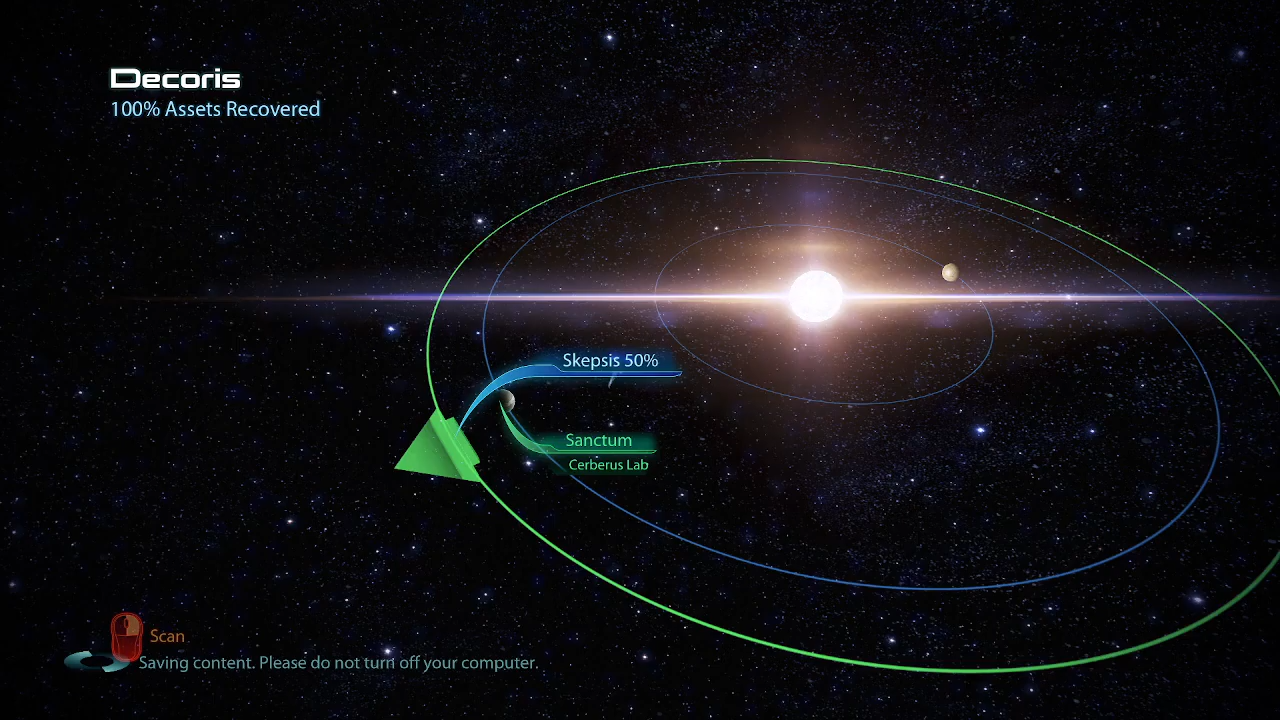 Decoris
100% Assets Recovered
Skepsis 50%
Sanctum
Cerberus Lab
Scan
Saving content. Please do not turn off your computer.